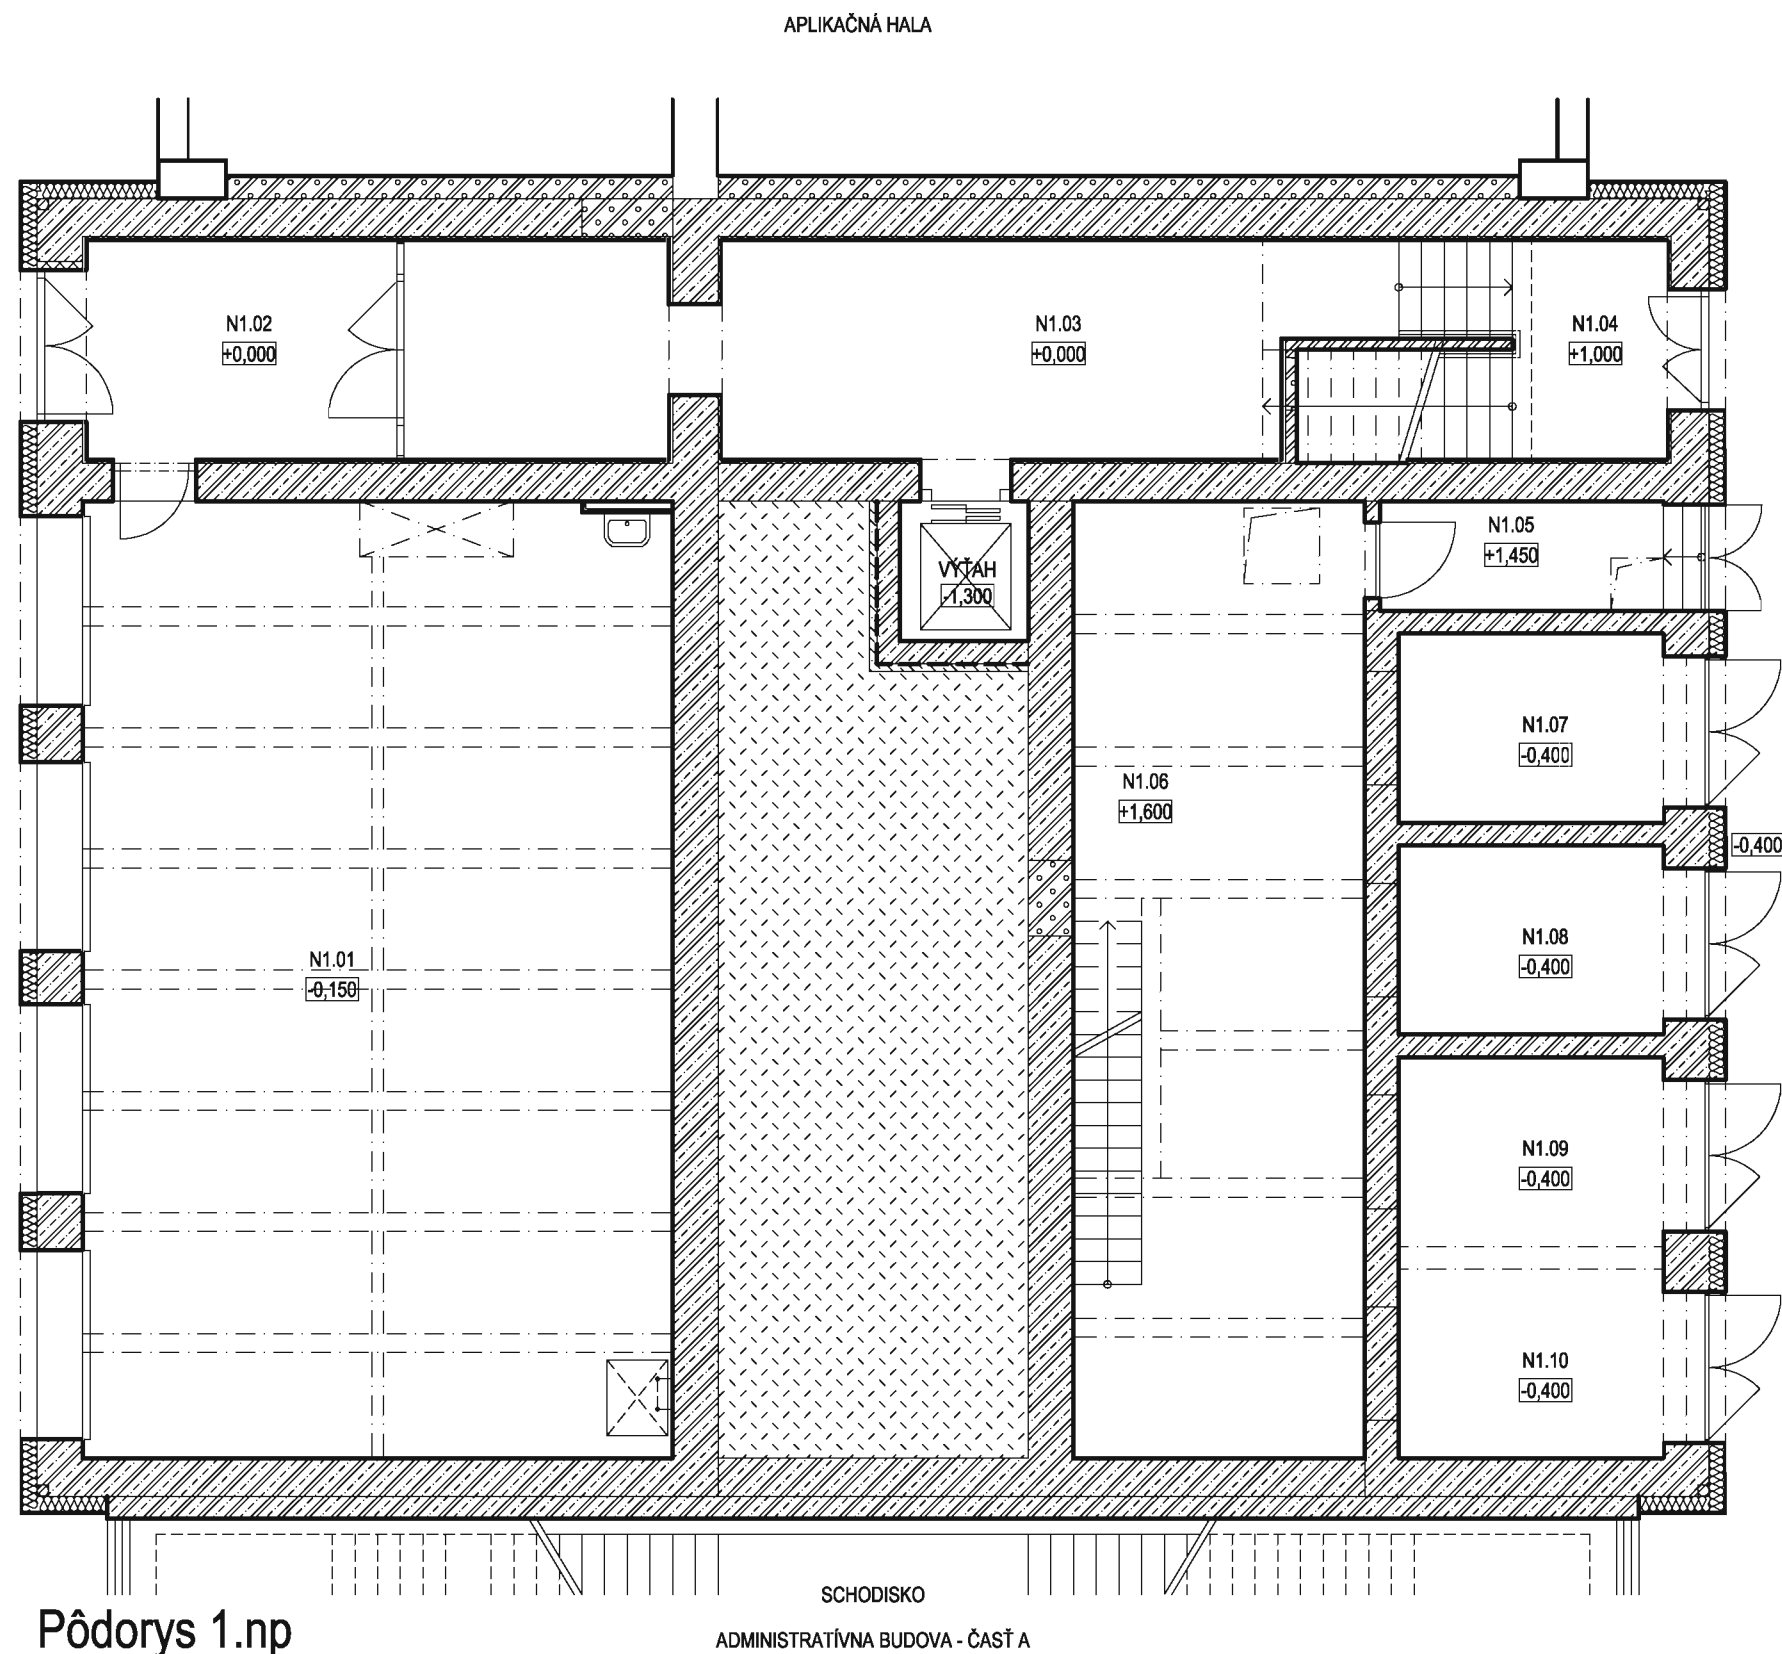 APLIKAČNÁ HALA
N1.02
+0,000
N1.03
+0,000
N1.04
+1,000
N1.05
+1,450
VÝŤAH
-1,300
N1.07
-0,400
N1.06
+1,600
-0,400
N1.08
-0,400
N1.01
-0,150
N1.09
-0,400
N1.10
-0,400
SCHODISKO
Pôdorys 1.np
ADMINISTRATÍVNA BUDOVA - ČASŤ A